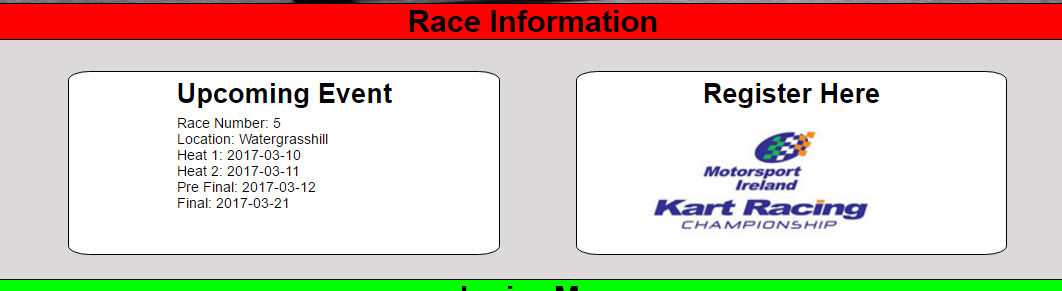 Race Information
Upcoming Event
Race Number: 5
Location: Watergrasshill
Heat 1: 2017-03-10
Heat 2: 2017-03-11
Pre Final: 2017-03-12
Final: 2017-03-21
Register Here
Motorsport
Ireland
Kart Racing
CHAMPIONSHIP